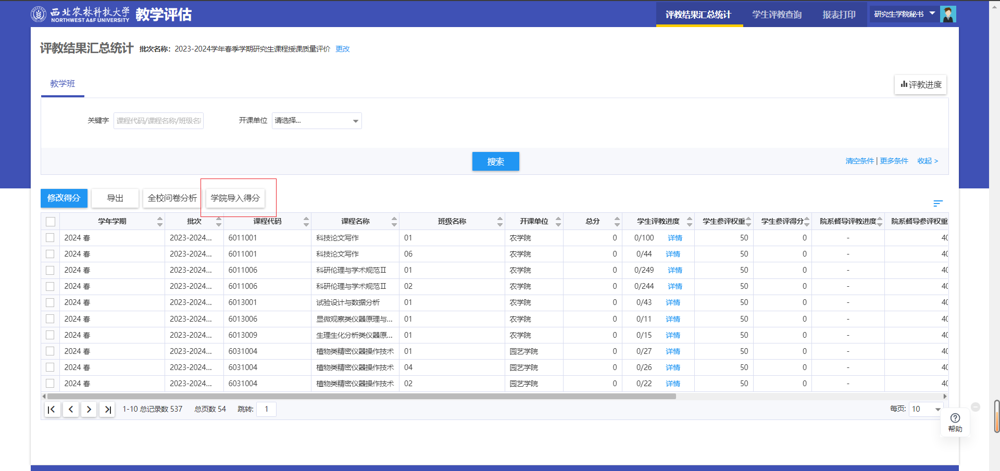 西北农林科技大学 教学评估
NORTHWEST A&F UNIVERSITY
评教结果汇总统计 学生评教查询 报表打印 研究生学院秘书
评教结果汇总统计 批次名称: 2023-2024学年春季学期研究生课程授课质量评价 更改
教学班
评教进度
关键字 课程代码/课程名称/班级名 开课单位 请选择...
搜索
清空条件 | 更多条件 收起 >
修改得分 导出 全校问卷分析 学院导入得分
学年学期 批次 课程代码 课程名称 班级名称 开课单位 总分 学生评教进度 学生参评权重 学生参评得分 院系督导评教进度 院系督导参评权重
2024 春 2023-2024... 6011001 科技论文写作 01 农学院 0 0/100 详情 50 0 - 40
2024 春 2023-2024... 6011001 科技论文写作 06 农学院 0 0/44 详情 50 0 - 40
2024 春 2023-2024... 6011006 科研伦理与学术规范Ⅱ 01 农学院 0 0/249 详情 50 0 - 40
2024 春 2023-2024... 6011006 科研伦理与学术规范Ⅱ 02 农学院 0 0/244 详情 50 0 - 40
2024 春 2023-2024... 6013001 试验设计与数据分析 01 农学院 0 0/43 详情 50 0 - 40
2024 春 2023-2024... 6013006 显微观察类仪器原理与... 01 农学院 0 0/11 详情 50 0 - 40
2024 春 2023-2024... 6013009 生理生化分析类仪器原... 01 农学院 0 0/15 详情 50 0 - 40
2024 春 2023-2024... 6031004 植物类精密仪器操作技术 01 园艺学院 0 0/27 详情 50 0 - 40
2024 春 2023-2024... 6031004 植物类精密仪器操作技术 04 园艺学院 0 0/26 详情 50 0 - 40
2024 春 2023-2024... 6031004 植物类精密仪器操作技术 02 园艺学院 0 0/22 详情 50 0 - 40
1-10 总记录数 537 总页数 54 跳转: 1 每页: 10
帮助